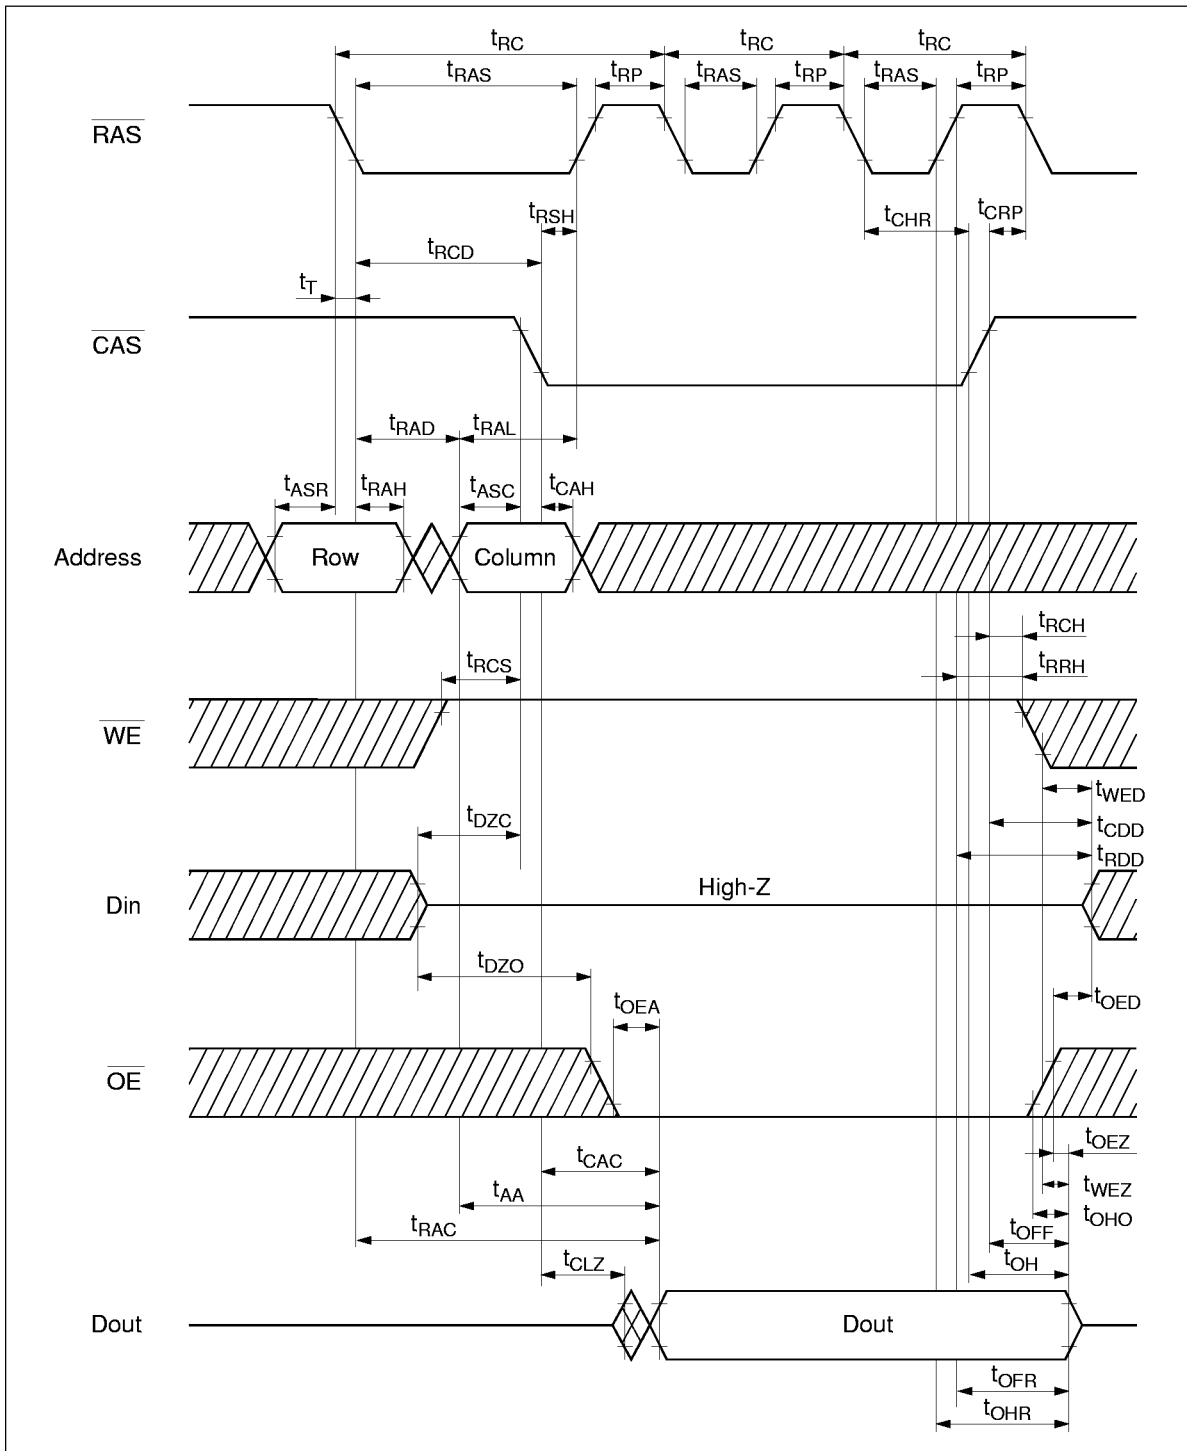 tRC tRC tRC
tRAS tRP tRAS tRP tRAS tRP
RAS
tRSH tCHR tCRP
tRCD
tT
CAS
tRAD tRAL
tASR tRAH tASC tCAH
Address Row Column
tRCH
tRCS tRRH
WE
tWED
tDZC tCDD
tRDD
Din High-Z
tDZO
tOEA tOED
OE
tOEZ
tCAC
tWEZ
tAA
tOHO
tRAC tOFF
tCLZ tOH
Dout Dout
tOFR
tOHR